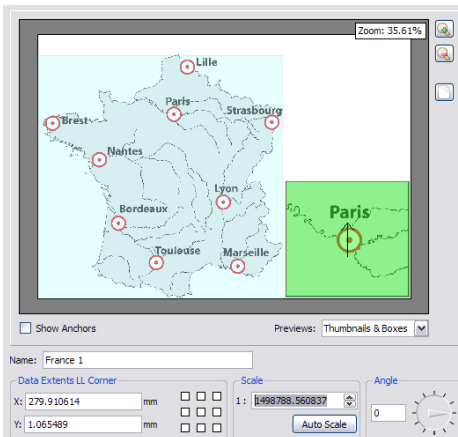 Zoom: 35.61%
Lille
Paris
Strasbourg
Brest
Nantes
Lyon
Paris
Bordeaux
Toulouse
Marseille
Show Anchors
Previews: Thumbnails & Boxes
Name: France 1
Data Extents LL Corner
Scale
Angle
X: 279.910614 mm
1 : 1498788.560837
0
Y: 1.065489 mm
Auto Scale